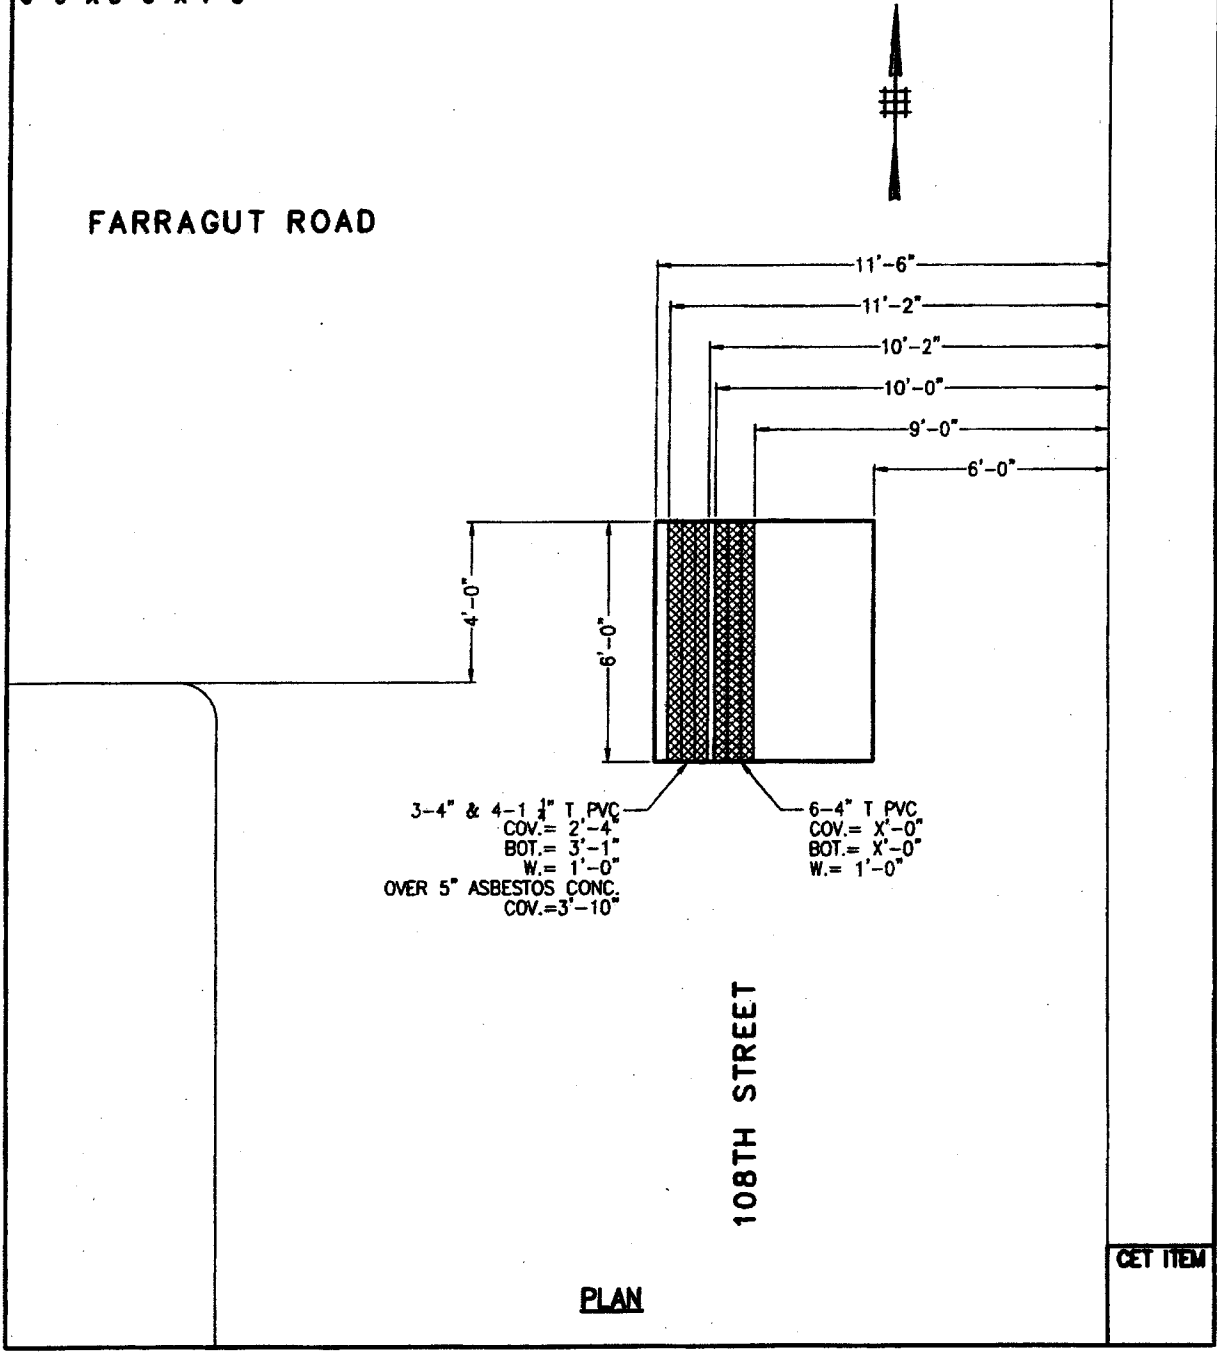 FARRAGUT ROAD
11'-6"
11'-2"
10'-2"
10'-0"
9'-0"
6'-0"
4'-0"
6'-0"
3-4" & 4-1 ¼" T PVC
COV.= 2'-4"
BOT.= 3'-1"
W.= 1'-0"
OVER 5" ASBESTOS CONC.
COV.=3'-10"
6-4" T PVC
COV.= X'-0"
BOT.= X'-0"
W.= 1'-0"
108TH STREET
CET ITEM
PLAN